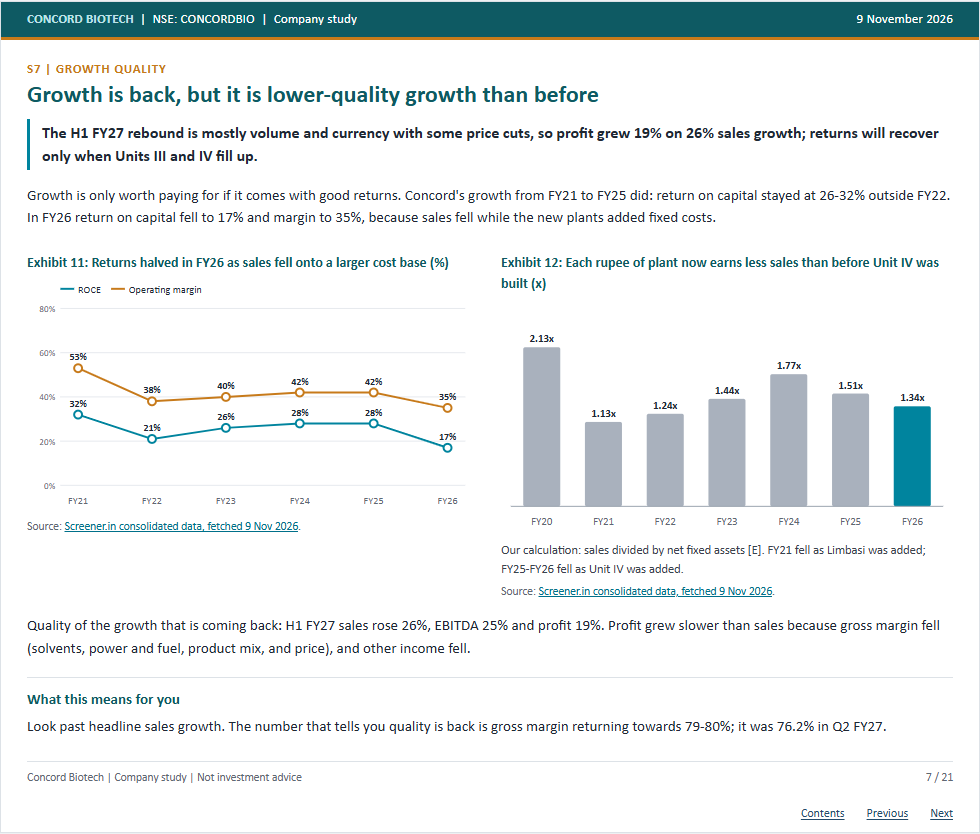 CONCORD BIOTECH | NSE: CONCORDBIO | Company study
9 November 2026
S7 | GROWTH QUALITY
Growth is back, but it is lower-quality growth than before
The H1 FY27 rebound is mostly volume and currency with some price cuts, so profit grew 19% on 26% sales growth; returns will recover
only when Units III and IV fill up.
Growth is only worth paying for if it comes with good returns. Concord's growth from FY21 to FY25 did: return on capital stayed at 26-32% outside FY22.
In FY26 return on capital fell to 17% and margin to 35%, because sales fell while the new plants added fixed costs.
Exhibit 11: Returns halved in FY26 as sales fell onto a larger cost base (%)
ROCE
Operating margin
80%
60%
40%
20%
0%
53%
38%
40%
42%
42%
35%
32%
21%
26%
28%
28%
17%
FY21
FY22
FY23
FY24
FY25
FY26
Source: Screener.in consolidated data, fetched 9 Nov 2026.
Exhibit 12: Each rupee of plant now earns less sales than before Unit IV was
built (x)
2.13x
1.13x
1.24x
1.44x
1.77x
1.51x
1.34x
FY20
FY21
FY22
FY23
FY24
FY25
FY26
Our calculation: sales divided by net fixed assets [E]. FY21 fell as Limbasi was added;
FY25-FY26 fell as Unit IV was added.
Source: Screener.in consolidated data, fetched 9 Nov 2026.
Quality of the growth that is coming back: H1 FY27 sales rose 26%, EBITDA 25% and profit 19%. Profit grew slower than sales because gross margin fell
(solvents, power and fuel, product mix, and price), and other income fell.
What this means for you
Look past headline sales growth. The number that tells you quality is back is gross margin returning towards 79-80%; it was 76.2% in Q2 FY27.
Concord Biotech | Company study | Not investment advice
7 / 21
Contents
Previous
Next